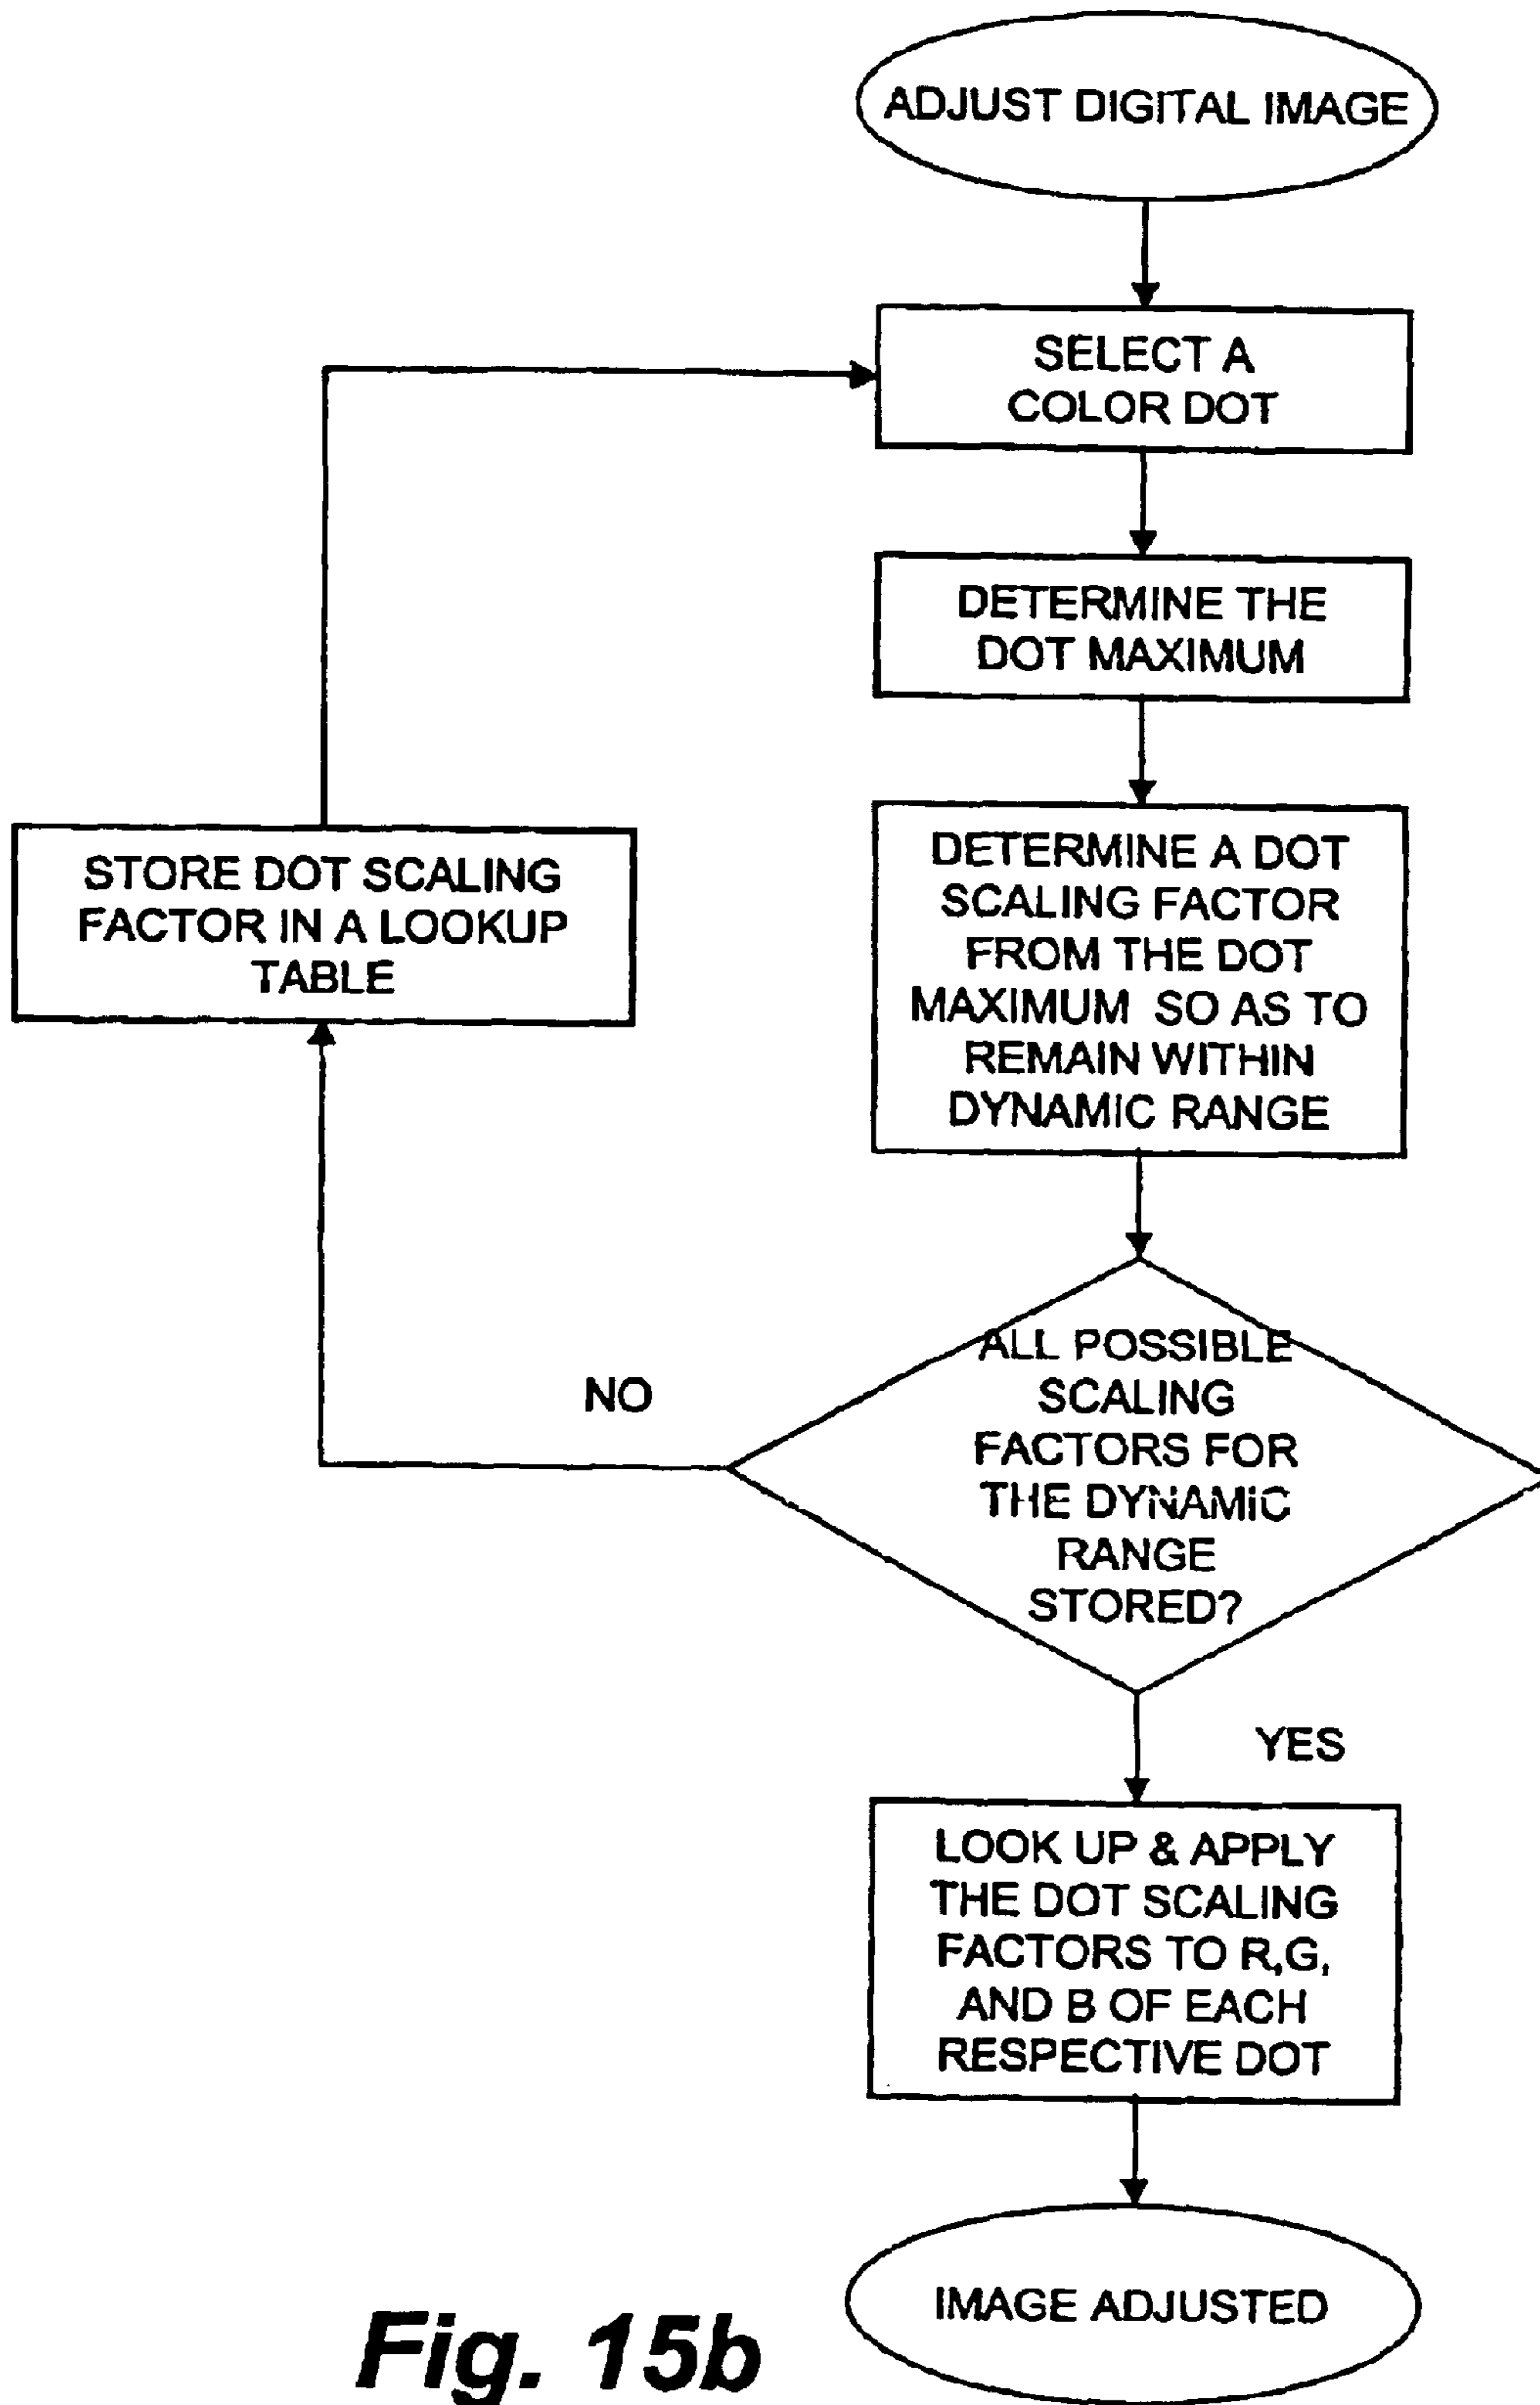 ADJUST DIGITAL IMAGE
SELECT A
COLOR DOT
DETERMINE THE
DOT MAXIMUM
DETERMINE A DOT
SCALING FACTOR
FROM THE DOT
MAXIMUM SO AS TO
REMAIN WITHIN
DYNAMIC RANGE
STORE DOT SCALING
FACTOR IN A LOOKUP
TABLE
ALL POSSIBLE
SCALING
FACTORS FOR
THE DYNAMIC
RANGE
STORED?
NO
YES
LOOK UP & APPLY
THE DOT SCALING
FACTORS TO R,G,
AND B OF EACH
RESPECTIVE DOT
IMAGE ADJUSTED
Fig. 15b